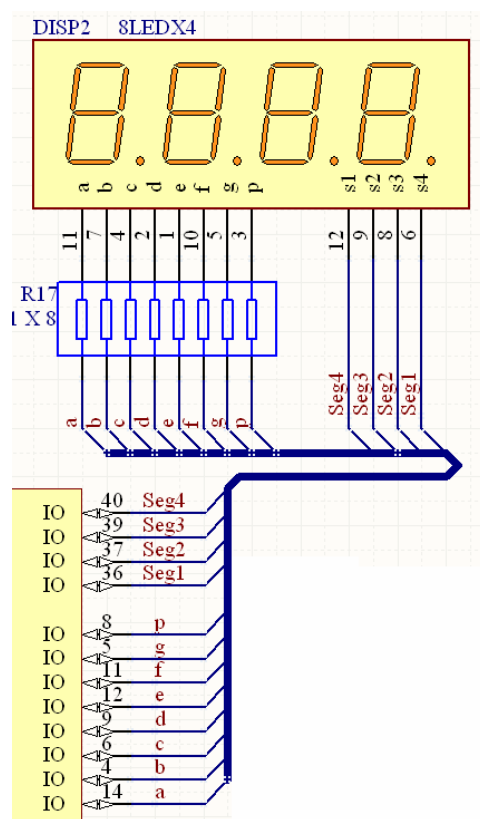 DISP2 8LEDX4
a b c d e f g p s1 s2 s3 s4
11 7 4 2 1 10 5 3 12 9 8 6
R17
1 X 8
a b c d e f g p Seg4 Seg3 Seg2 Seg1
IO 40 Seg4
IO 39 Seg3
IO 37 Seg2
IO 36 Seg1
IO 8 p
IO 5 g
IO 11 f
IO 12 e
IO 9 d
IO 6 c
IO 4 b
IO 14 a